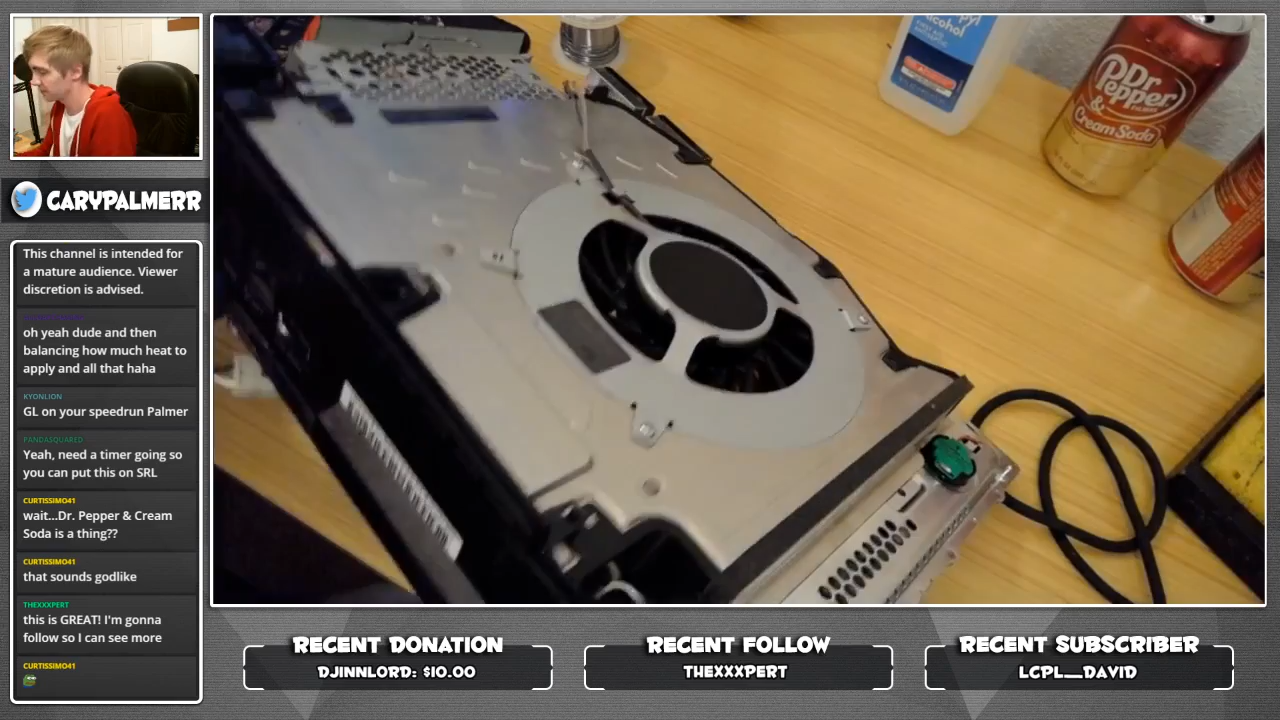 CARYPALMERR
This channel is intended for
a mature audience. Viewer
discretion is advised.
oh yeah dude and then
balancing how much heat to
apply and all that haha
KYONLION
GL on your speedrun Palmer
PANDASQUARED
Yeah, need a timer going so
you can put this on SRL
CURTISSIMO41
wait...Dr. Pepper & Cream
Soda is a thing??
CURTISSIMO41
that sounds godlike
THEXXXPERT
this is GREAT! I'm gonna
follow so I can see more
CURTISSIMO41
Dr
Pepper
&
Cream Soda
RECENT DONATION
DJINNLORD: $10.00
RECENT FOLLOW
THEXXXPERT
RECENT SUBSCRIBER
LCPL__DAVID